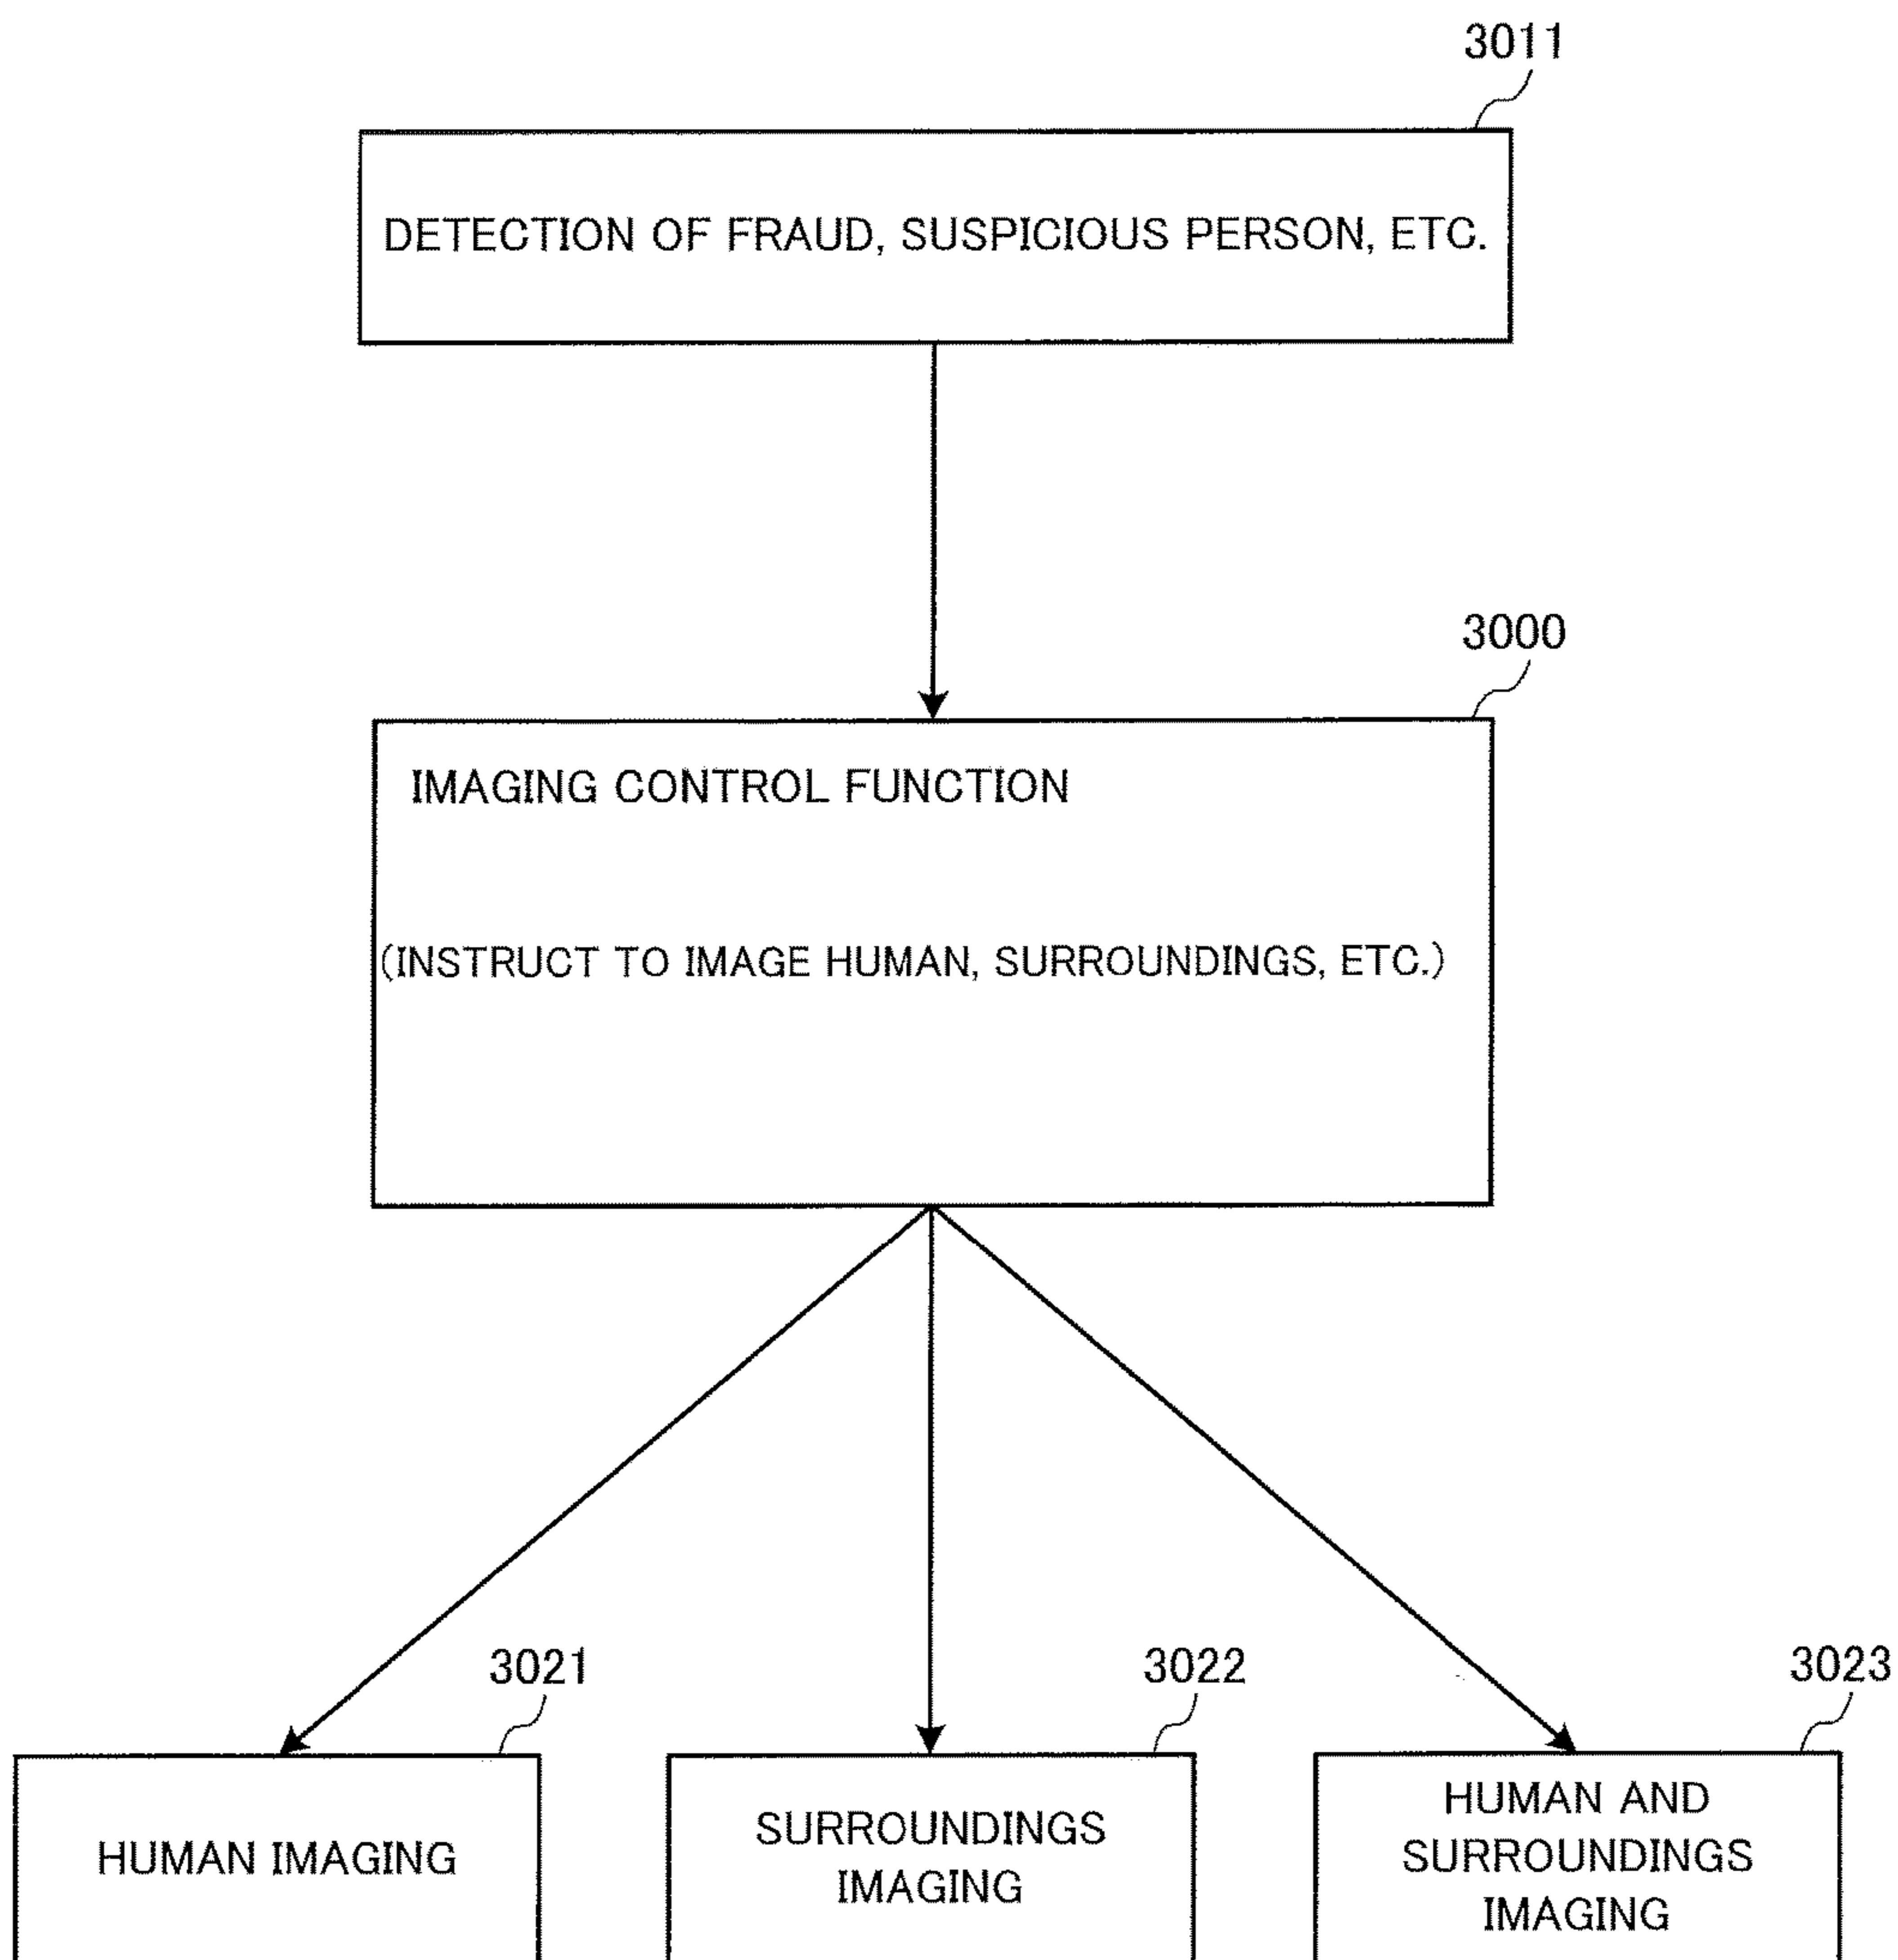 3011
DETECTION OF FRAUD, SUSPICIOUS PERSON, ETC.
3000
IMAGING CONTROL FUNCTION
(INSTRUCT TO IMAGE HUMAN, SURROUNDINGS, ETC.)
3021
3022
3023
HUMAN IMAGING
SURROUNDINGS
IMAGING
HUMAN AND
SURROUNDINGS
IMAGING